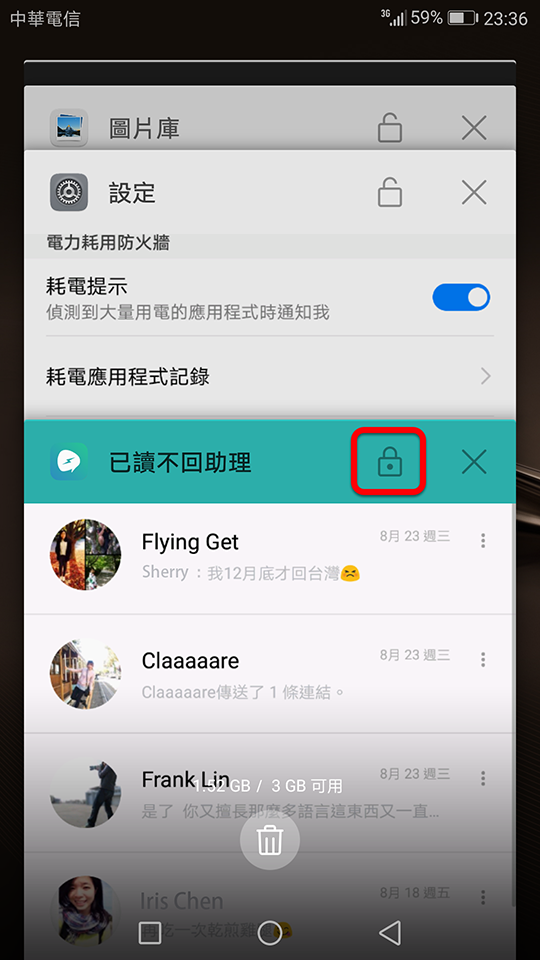 中華電信 3G 59% 23:36
圖片庫
設定
電力耗用防火牆
耗電提示
偵測到大量用電的應用程式時通知我
耗電應用程式記錄
已讀不回助理
Flying Get 8月 23 週三
Sherry：我12月底才回台灣😣
Claaaaare 8月 23 週三
Claaaaare傳送了 1 條連結。
Frank Lin 8月 23 週三
1.52 GB / 3 GB 可用
是了 你又擅長那麼多語言這東西又一直...
Iris Chen 8月 18 週五
再吃一次乾煎雞